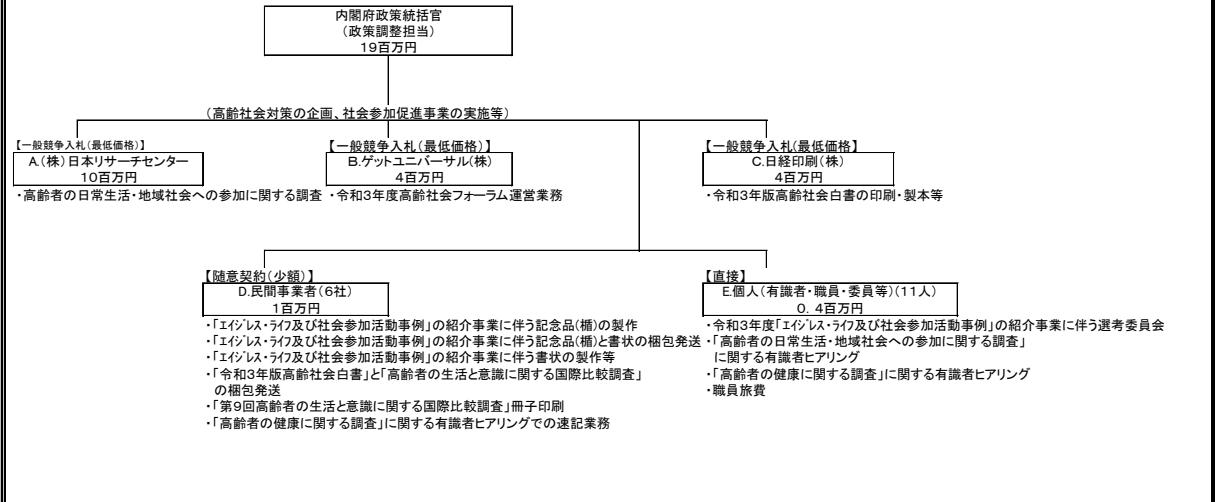 内閣府政策統括官
(政策調整担当)
19百万円
(高齢社会対策の企画、社会参加促進事業の実施等)
【一般競争入札(最低価格)】
A.(株)日本リサーチセンター
10百万円
・高齢者の日常生活・地域社会への参加に関する調査
【一般競争入札(最低価格)】
B.ゲットユニバーサル(株)
4百万円
・令和3年度高齢社会フォーラム運営業務
【一般競争入札(最低価格】
C.日経印刷(株)
4百万円
・令和3年版高齢社会白書の印刷・製本等
【随意契約(少額)】
D.民間事業者(6社)
1百万円
・「エイジレス・ライフ及び社会参加活動事例」の紹介事業に伴う記念品(楯)の製作
・「エイジレス・ライフ及び社会参加活動事例」の紹介事業に伴う記念品(楯)と書状の梱包発送
・「エイジレス・ライフ及び社会参加活動事例」の紹介事業に伴う書状の製作等
・「令和3年版高齢社会白書」と「高齢者の生活と意識に関する国際比較調査」
の梱包発送
・「第9回高齢者の生活と意識に関する国際比較調査」冊子印刷
・「高齢者の健康に関する調査」に関する有識者ヒアリングでの速記業務
【直接】
E.個人(有識者・職員・委員等)(11人)
0.4百万円
・令和3年度「エイジレス・ライフ及び社会参加活動事例」の紹介事業に伴う選考委員会
・「高齢者の日常生活・地域社会への参加に関する調査」
に関する有識者ヒアリング
・「高齢者の健康に関する調査」に関する有識者ヒアリング
・職員旅費